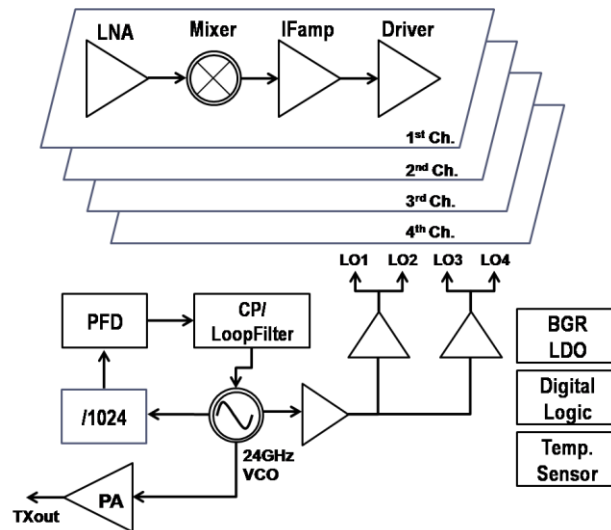 LNA Mixer IFamp Driver
1st Ch.
2nd Ch.
3rd Ch.
4th Ch.
LO1 LO2 LO3 LO4
PFD
CP/
LoopFilter
BGR
LDO
/1024
Digital
Logic
24GHz
VCO
Temp.
Sensor
PA
TXout